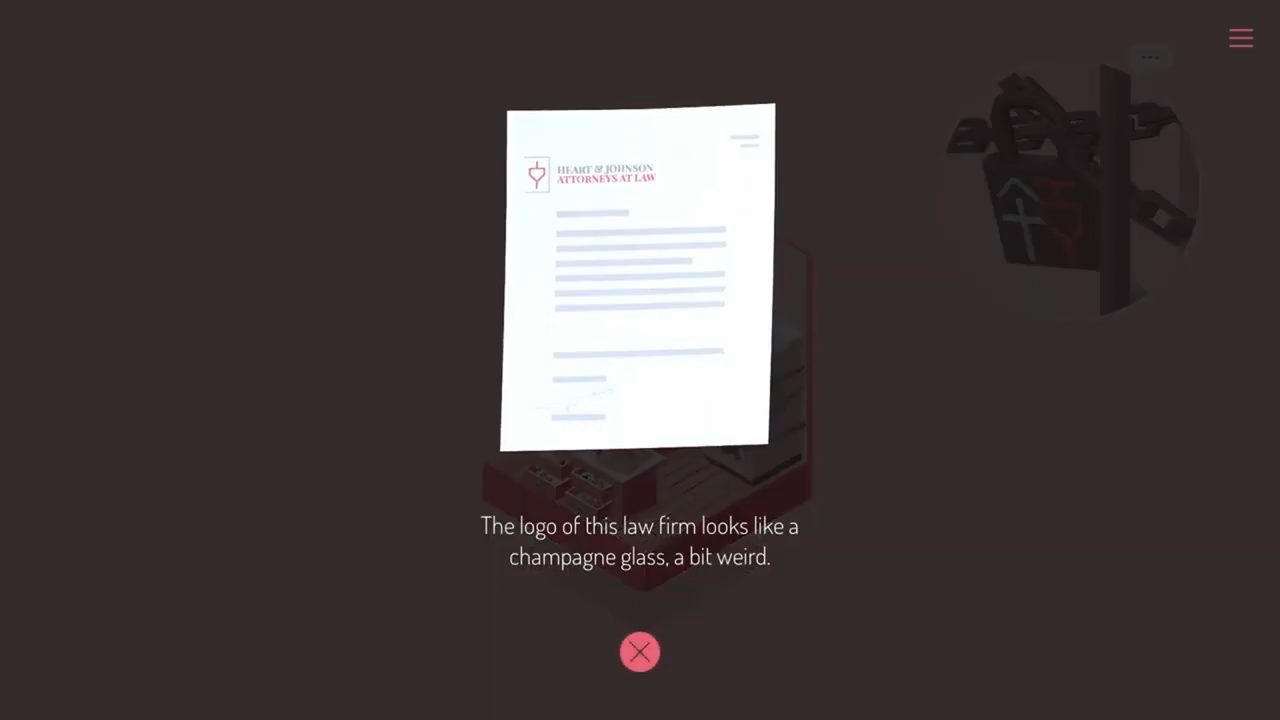 HEART & JOHNSON
ATTORNEYS AT LAW
The logo of this law firm looks like a
champagne glass, a bit weird.